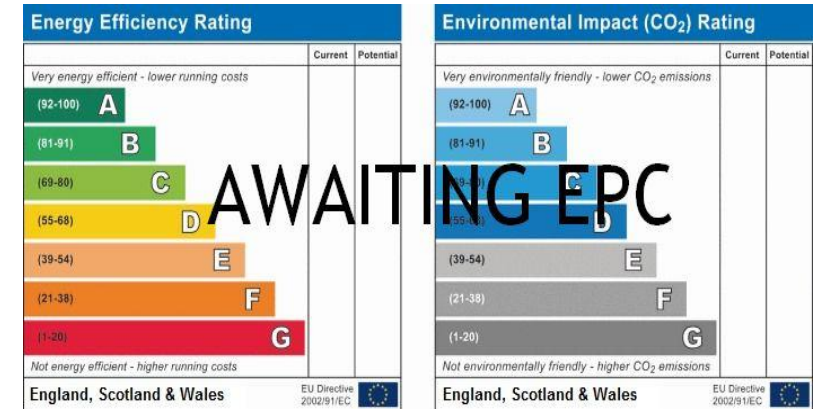 Energy Efficiency Rating
Current Potential
Very energy efficient - lower running costs
(92-100) A
(81-91) B
(69-80) C
(55-68) D
(39-54) E
(21-38) F
(1-20) G
Not energy efficient - higher running costs
England, Scotland & Wales
EU Directive
2002/91/EC
Environmental Impact (CO₂) Rating
Current Potential
Very environmentally friendly - lower CO₂ emissions
(92-100) A
(81-91) B
(69-80) C
(55-68) D
(39-54) E
(21-38) F
(1-20) G
Not environmentally friendly - higher CO₂ emissions
England, Scotland & Wales
EU Directive
2002/91/EC
AWAITING EPC